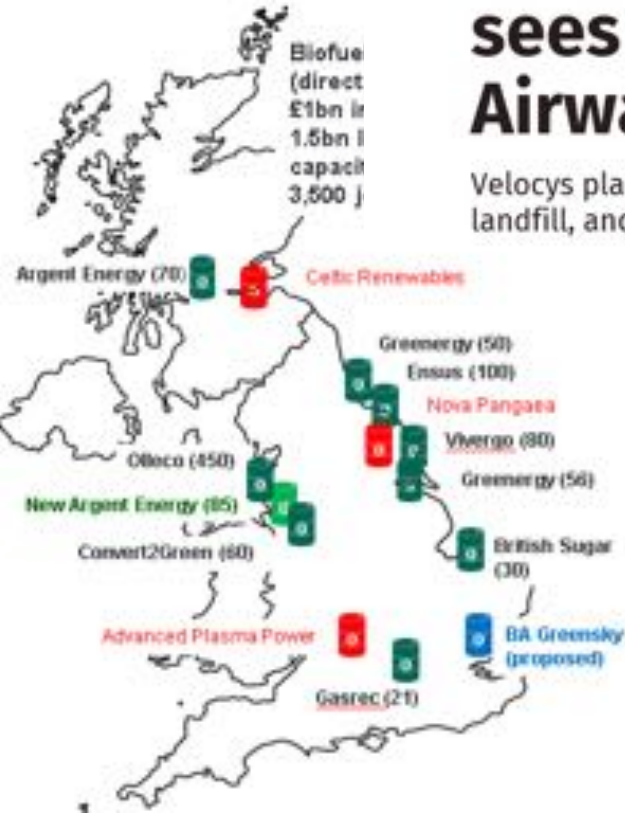 sees
Airwa
Biofue
(direct
£1bn i
1.5bn l
capacit
3,500 j
Velocys pla
landfill, and
Argent Energy (70)
Celtic Renewables
Greenergy (50)
Ensus (100)
Nova Pangaea
Vivergo (80)
Olleco (450)
Greenergy (56)
New Argent Energy (85)
Convert2Green (60)
British Sugar
(30)
Advanced Plasma Power
BA Greensky
(proposed)
Gasrec (21)